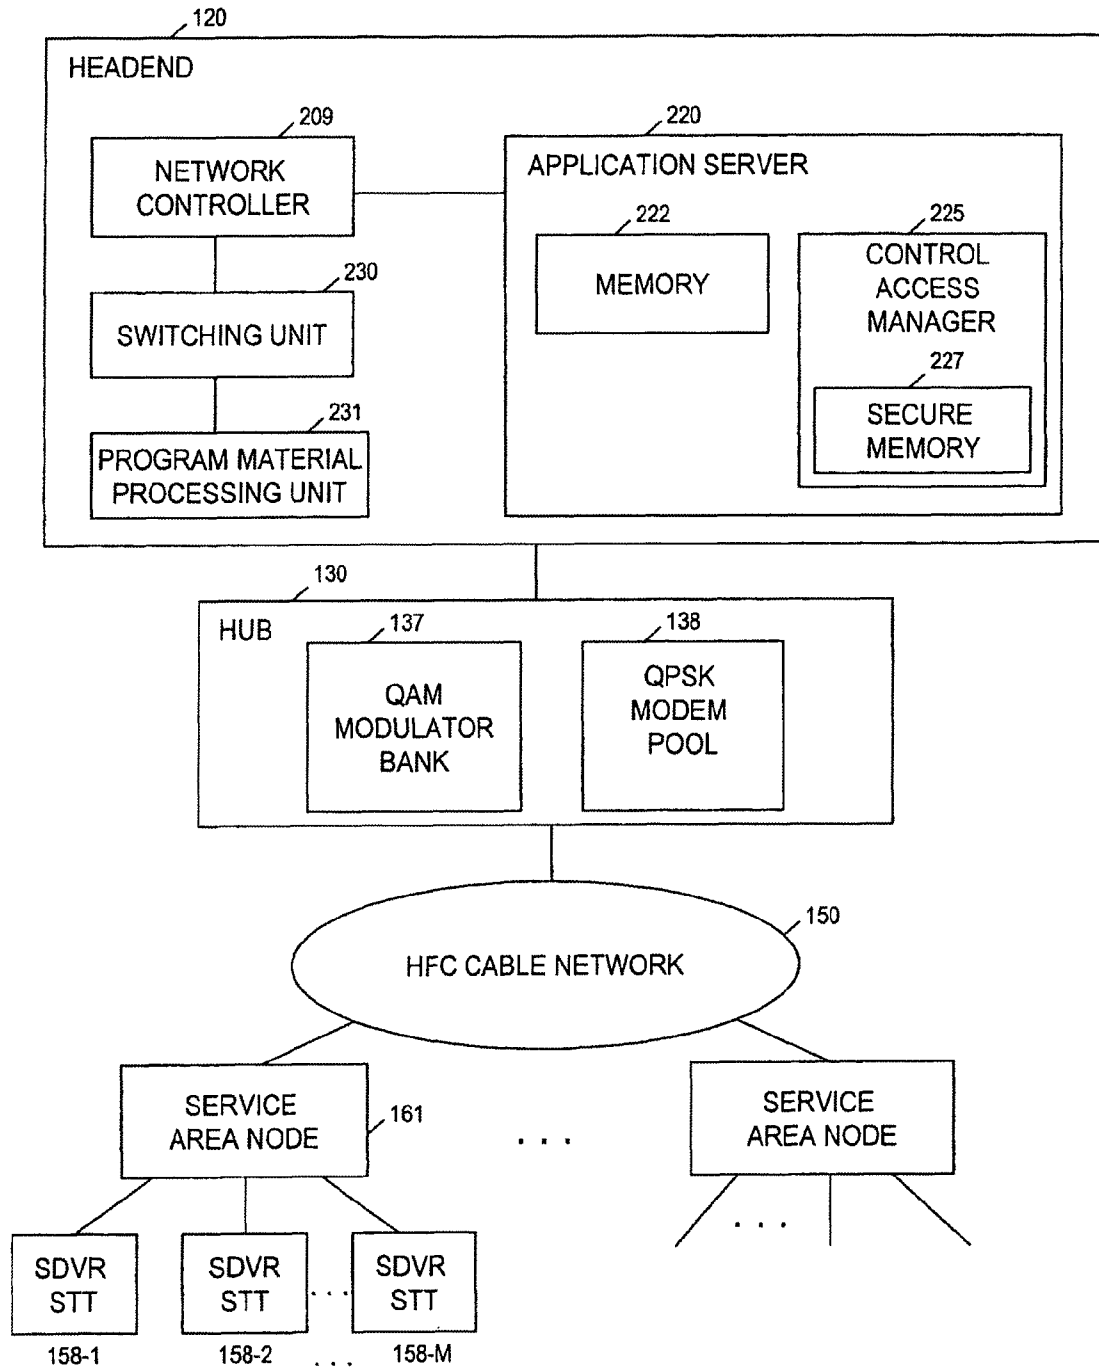 120
HEADEND
209
NETWORK
CONTROLLER
230
SWITCHING UNIT
231
PROGRAM MATERIAL
PROCESSING UNIT
220
APPLICATION SERVER
222
MEMORY
225
CONTROL
ACCESS
MANAGER
227
SECURE
MEMORY
130
HUB
137
QAM
MODULATOR
BANK
138
QPSK
MODEM
POOL
150
HFC CABLE NETWORK
SERVICE
AREA NODE
161
. . .
SERVICE
AREA NODE
. . .
SDVR
STT
SDVR
STT
. . .
SDVR
STT
158-1
158-2
. . .
158-M